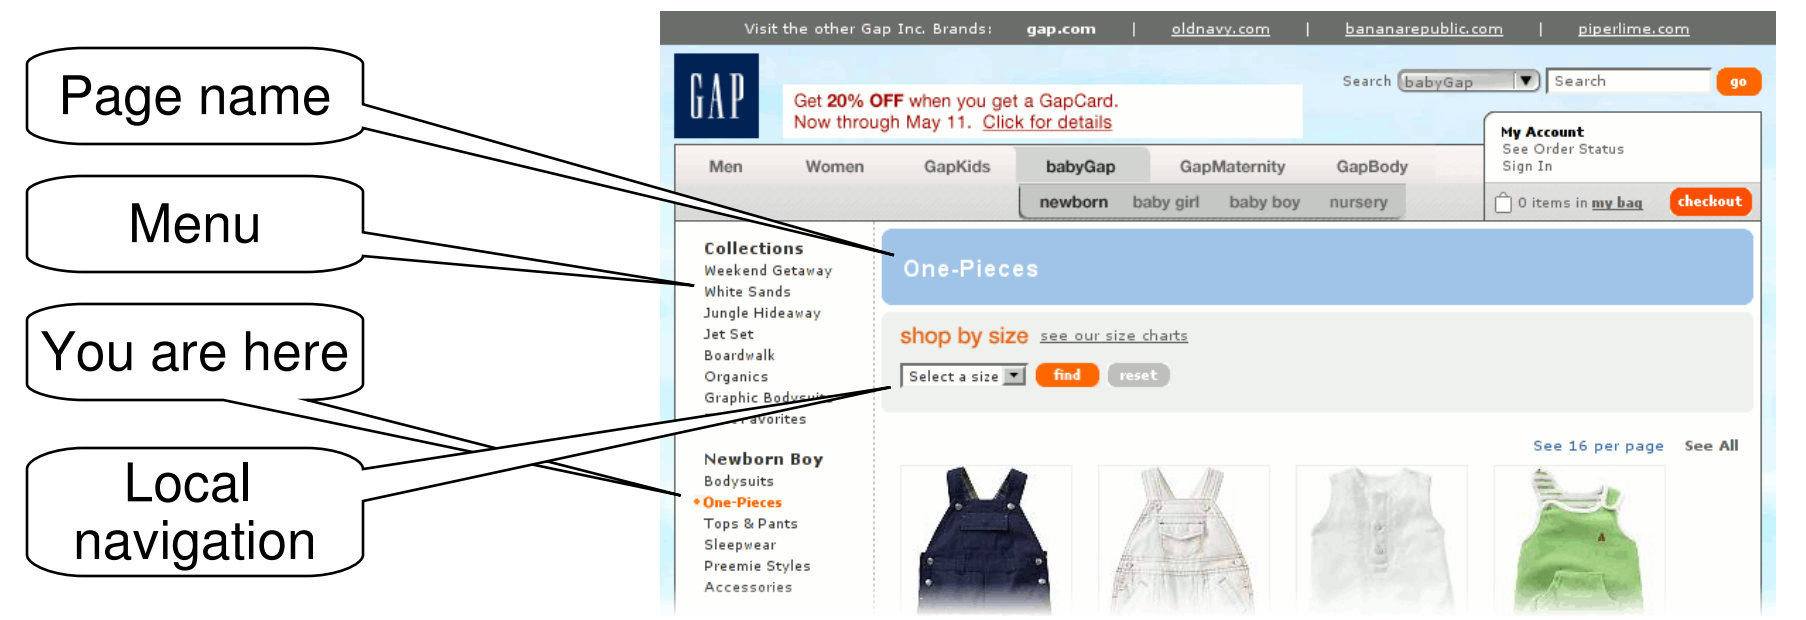 Page name
Menu
You are here
Local
navigation
Visit the other Gap Inc. Brands: gap.com | oldnavy.com | bananarepublic.com | piperlime.com
GAP
Get 20% OFF when you get a GapCard.
Now through May 11. Click for details
Search babyGap Search go
My Account
See Order Status
Sign In
0 items in my bag checkout
Men Women GapKids babyGap GapMaternity GapBody
newborn baby girl baby boy nursery
Collections
Weekend Getaway
White Sands
Jungle Hideaway
Jet Set
Boardwalk
Organics
Graphic Bodysuits
Favorites
Newborn Boy
Bodysuits
• One-Pieces
Tops & Pants
Sleepwear
Preemie Styles
Accessories
One-Pieces
shop by size see our size charts
Select a size find reset
See 16 per page See All